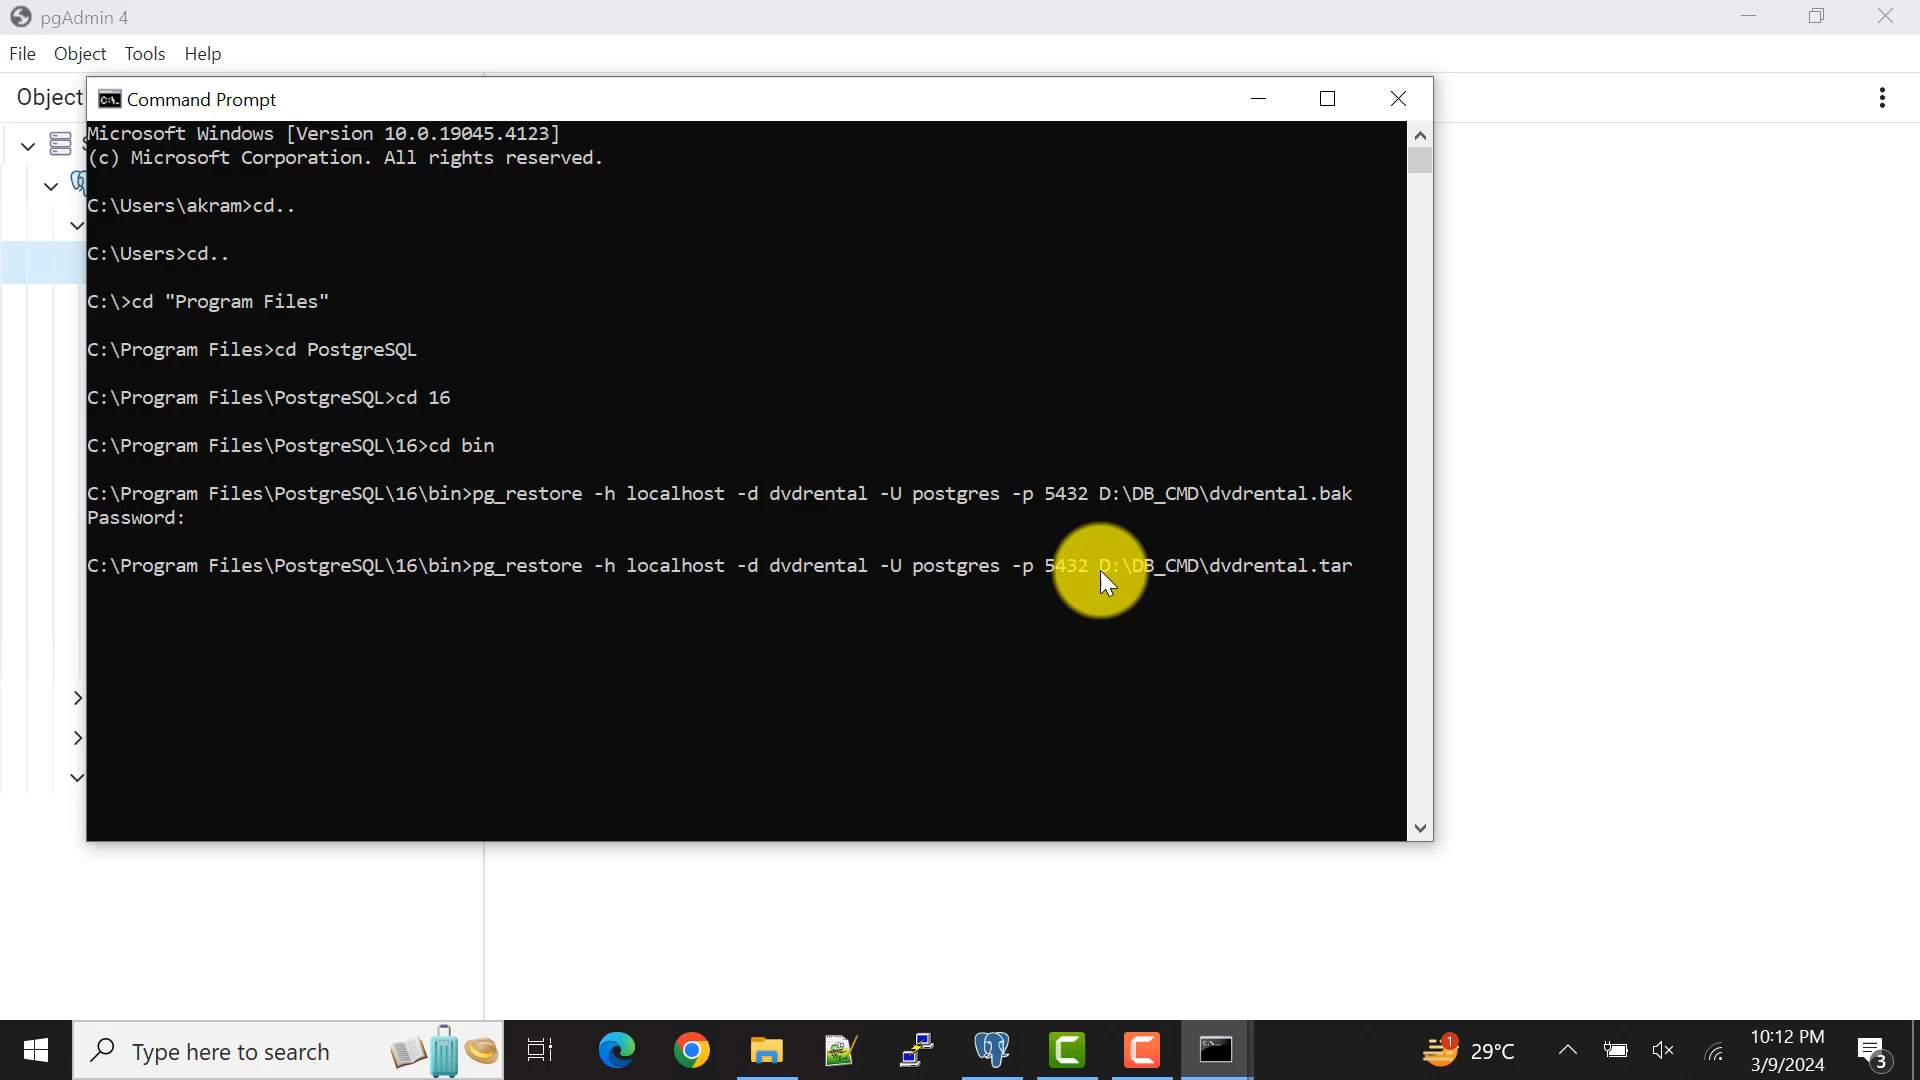 pgAdmin 4
File Object Tools Help
Object
Command Prompt
Microsoft Windows [Version 10.0.19045.4123]
(c) Microsoft Corporation. All rights reserved.
C:\Users\akram>cd..
C:\Users>cd..
C:\>cd "Program Files"
C:\Program Files>cd PostgreSQL
C:\Program Files\PostgreSQL>cd 16
C:\Program Files\PostgreSQL\16>cd bin
C:\Program Files\PostgreSQL\16\bin>pg_restore -h localhost -d dvdrental -U postgres -p 5432 D:\DB_CMD\dvdrental.bak
Password:
C:\Program Files\PostgreSQL\16\bin>pg_restore -h localhost -d dvdrental -U postgres -p 5432 D:\DB_CMD\dvdrental.tar
Type here to search
1
29°C
10:12 PM
3/9/2024
3